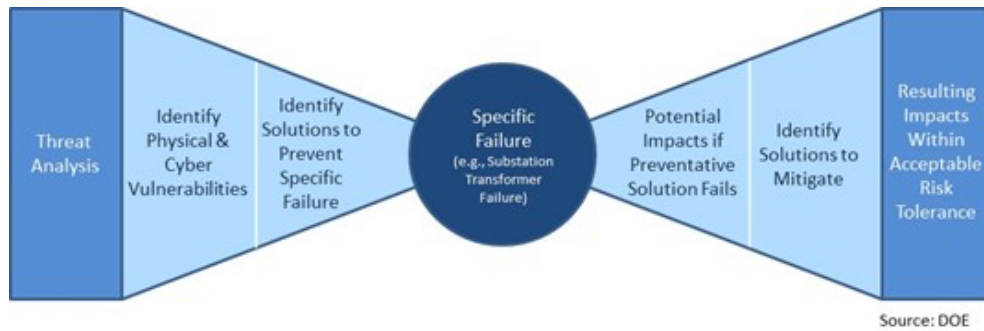 Threat
Analysis
Identify
Physical &
Cyber
Vulnerabilities
Identify
Solutions to
Prevent
Specific
Failure
Specific
Failure
(e.g., Substation
Transformer
Failure)
Potential
Impacts if
Preventative
Solution Fails
Identify
Solutions to
Mitigate
Resulting
Impacts
Within
Acceptable
Risk
Tolerance
Source: DOE